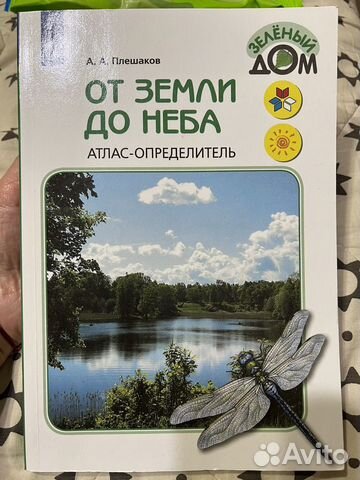 А. А. Плешаков
ЗЕЛЁНЫЙ
ДОМ
ОТ ЗЕМЛИ
ДО НЕБА
АТЛАС-ОПРЕДЕЛИТЕЛЬ
Avito